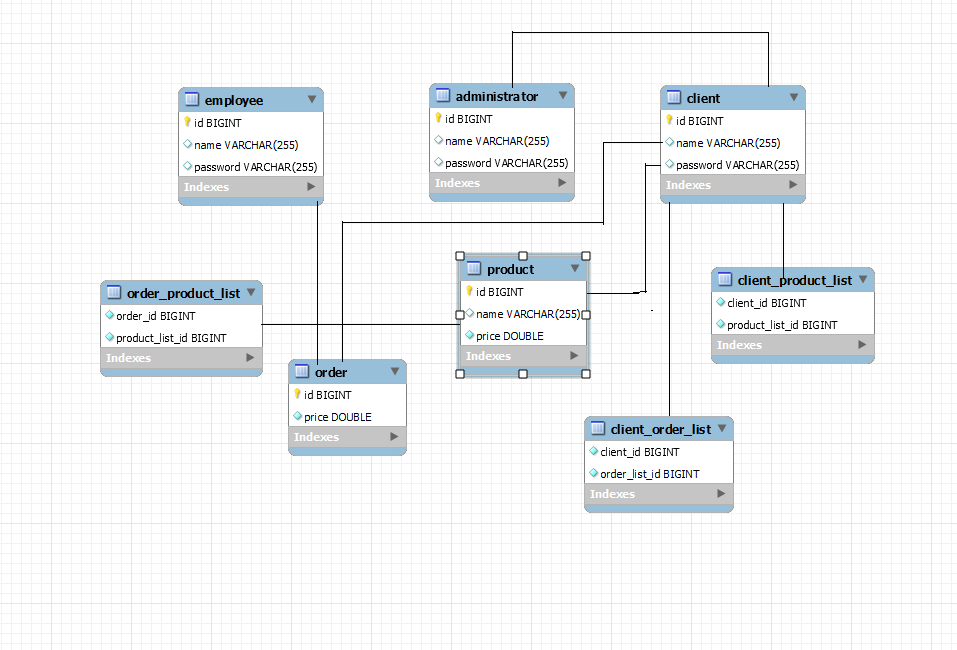 employee
id BIGINT
name VARCHAR(255)
password VARCHAR(255)
Indexes
administrator
id BIGINT
name VARCHAR(255)
password VARCHAR(255)
Indexes
client
id BIGINT
name VARCHAR(255)
password VARCHAR(255)
Indexes
order_product_list
order_id BIGINT
product_list_id BIGINT
Indexes
product
id BIGINT
name VARCHAR(255)
price DOUBLE
Indexes
client_product_list
client_id BIGINT
product_list_id BIGINT
Indexes
order
id BIGINT
price DOUBLE
Indexes
client_order_list
client_id BIGINT
order_list_id BIGINT
Indexes